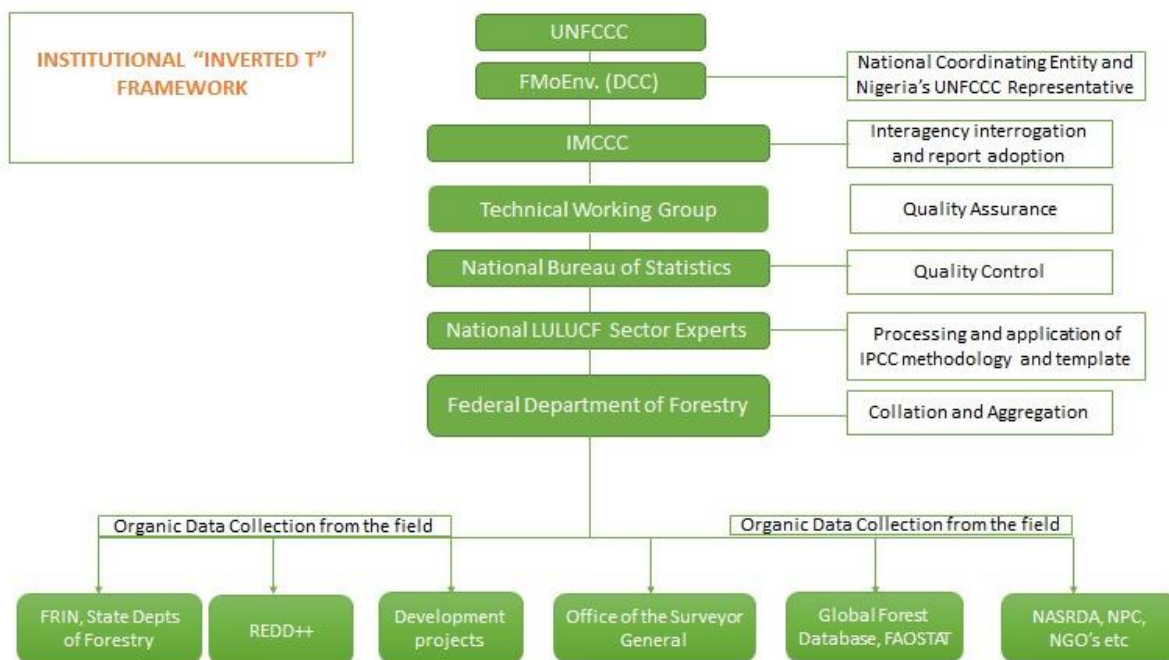 INSTITUTIONAL “INVERTED T”
FRAMEWORK
UNFCCC
FMoEnv. (DCC)
National Coordinating Entity and
Nigeria’s UNFCCC Representative
IMCCC
Interagency interrogation
and report adoption
Technical Working Group
Quality Assurance
National Bureau of Statistics
Quality Control
National LULUCF Sector Experts
Processing and application of
IPCC methodology and template
Federal Department of Forestry
Collation and Aggregation
Organic Data Collection from the field
Organic Data Collection from the field
FRIN, State Depts
of Forestry
REDD++
Development
projects
Office of the Surveyor
General
Global Forest
Database, FAOSTAT
NASRDA, NPC,
NGO’s etc